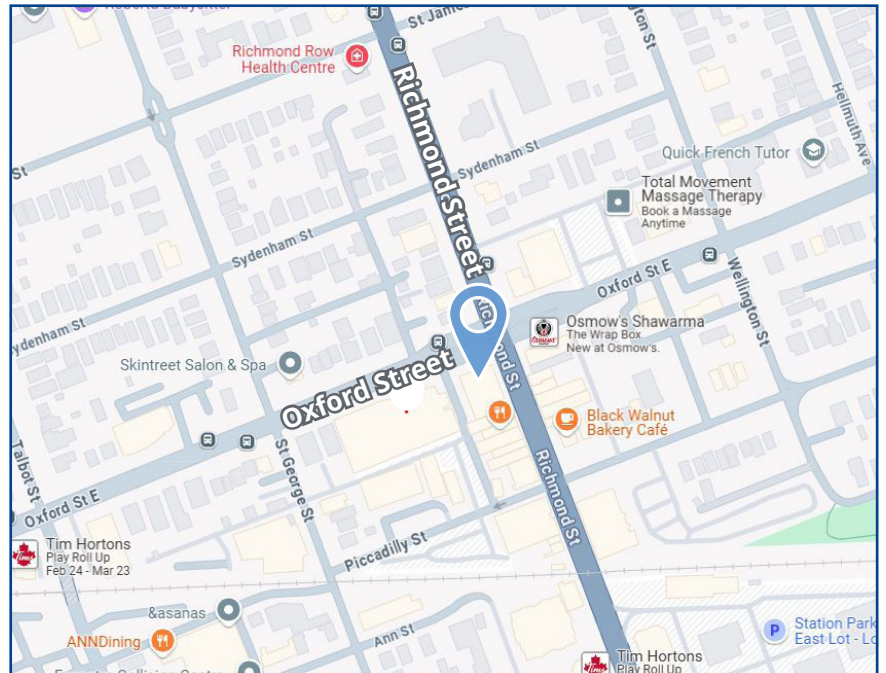 St James
Richmond Row
Health Centre
Richmond Street
Sydenham St
Quick French Tutor
Hellmuth Ave
Total Movement
Massage Therapy
Book a Massage
Anytime
St
Sydenham St
Oxford St E
Wellington St
Osmow's Shawarma
The Wrap Box
New at Osmow's.
Skintreet Salon & Spa
Oxford Street
Black Walnut
Bakery Café
Talbot St
St George St
Richmond St
Oxford St E
Piccadilly St
Tim Hortons
Play Roll Up
Feb 24 - Mar 23
&asanas
ANNDining
Ann St
Station Park
East Lot - Lo
P
Tim Hortons
Play Roll Up